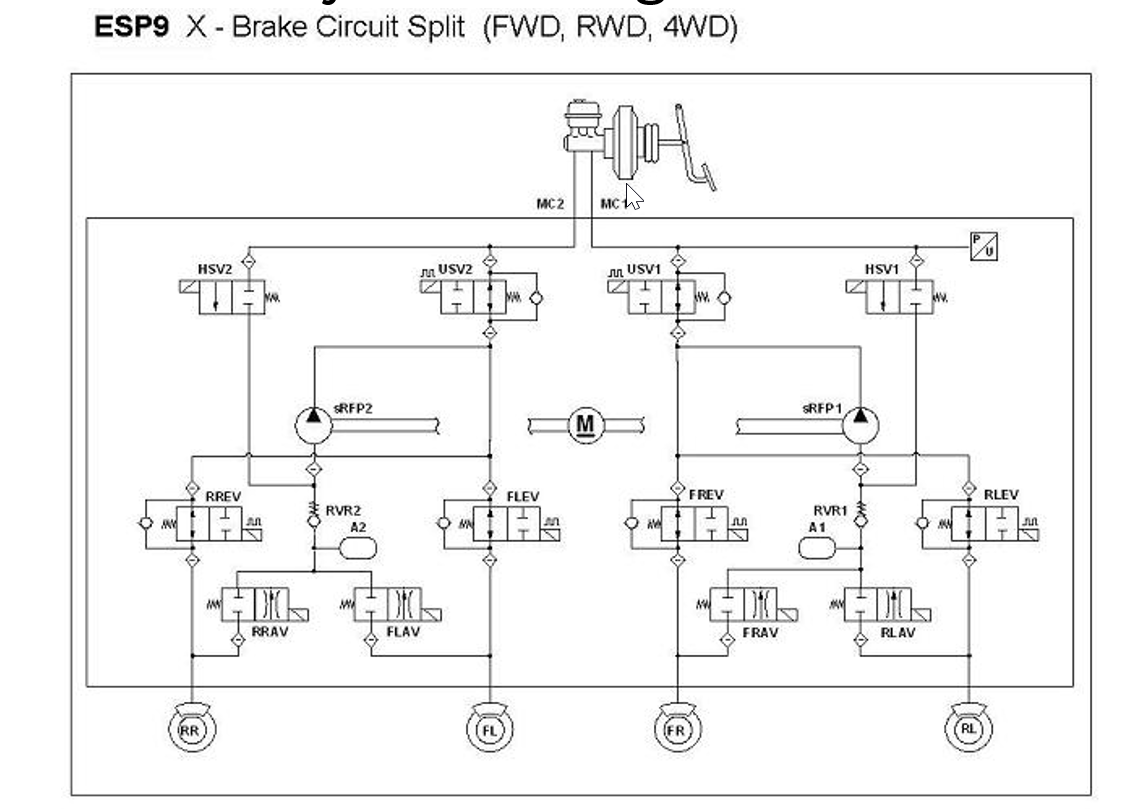 ESP9 X - Brake Circuit Split (FWD, RWD, 4WD)
MC2 MC1
P
U
HSV2 USV2 USV1 HSV1
sRFP2 M sRFP1
RREV RVR2 FLEV FREV RVR1 RLEV
A2 A1
RRAV FLAV FRAV RLAV
RR FL FR RL